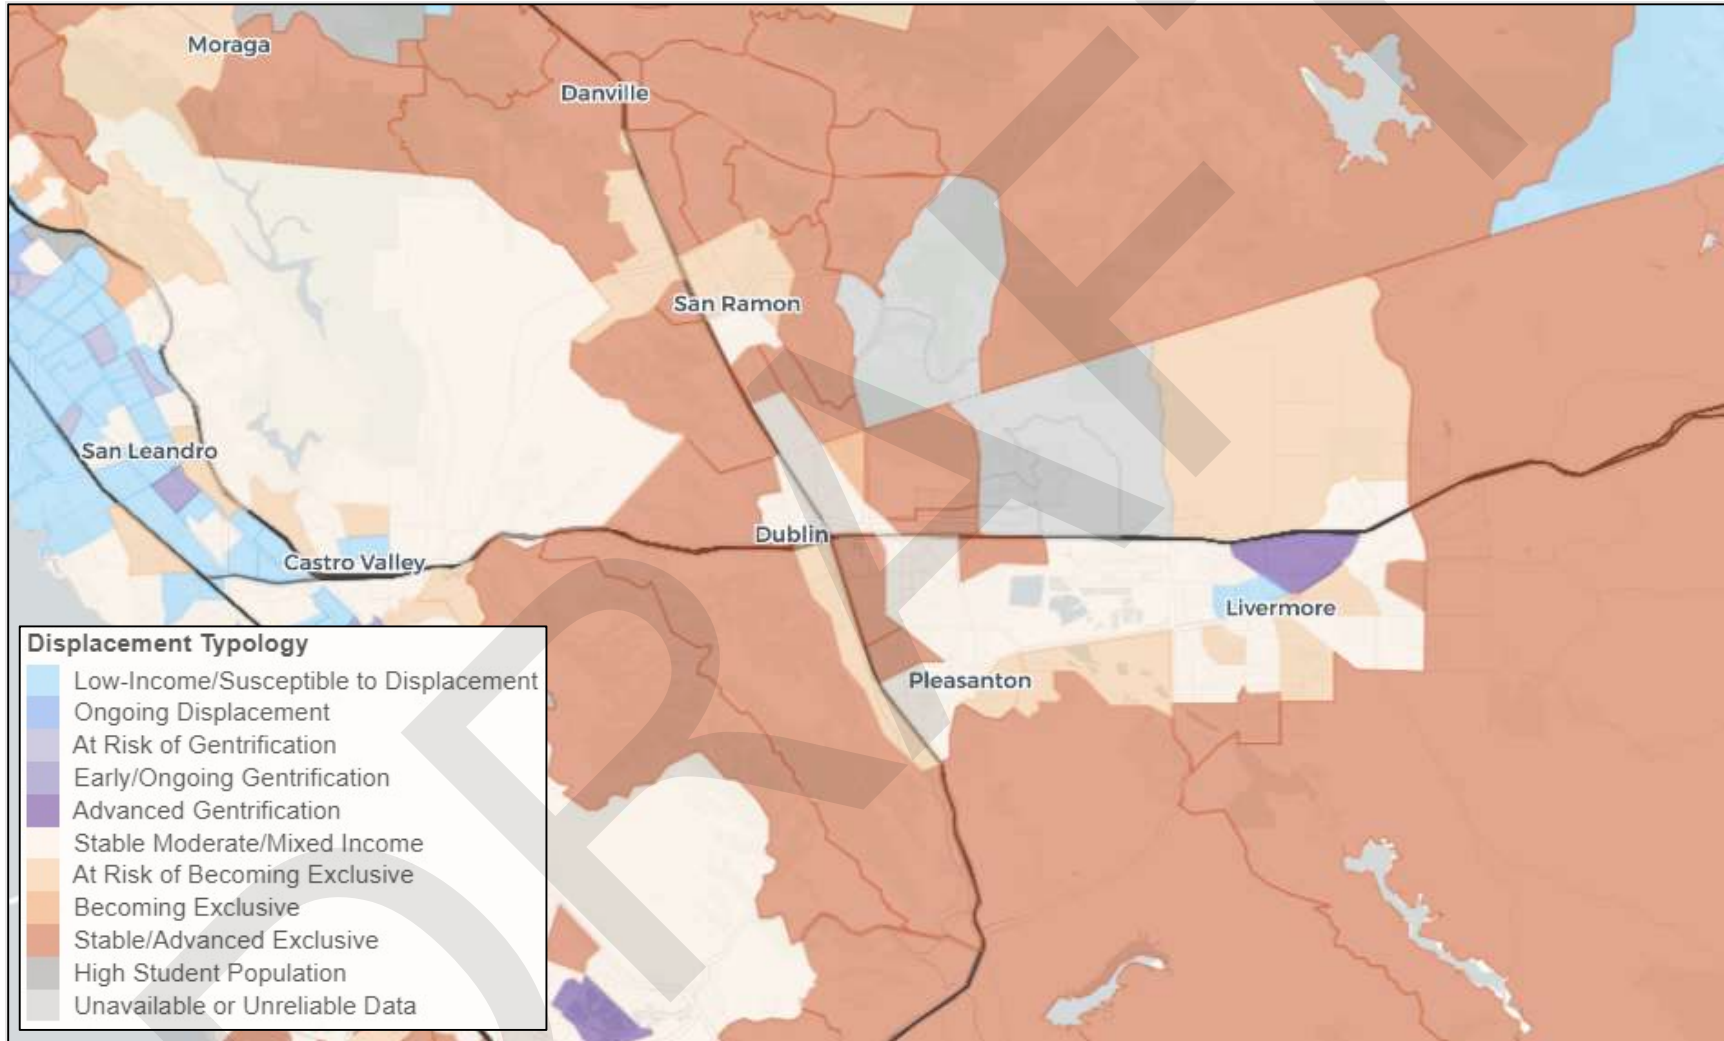 Moraga
Danville
San Ramon
San Leandro
Dublin
Castro Valley
Livermore
Pleasanton
Displacement Typology
Low-Income/Susceptible to Displacement
Ongoing Displacement
At Risk of Gentrification
Early/Ongoing Gentrification
Advanced Gentrification
Stable Moderate/Mixed Income
At Risk of Becoming Exclusive
Becoming Exclusive
Stable/Advanced Exclusive
High Student Population
Unavailable or Unreliable Data
DRAFT